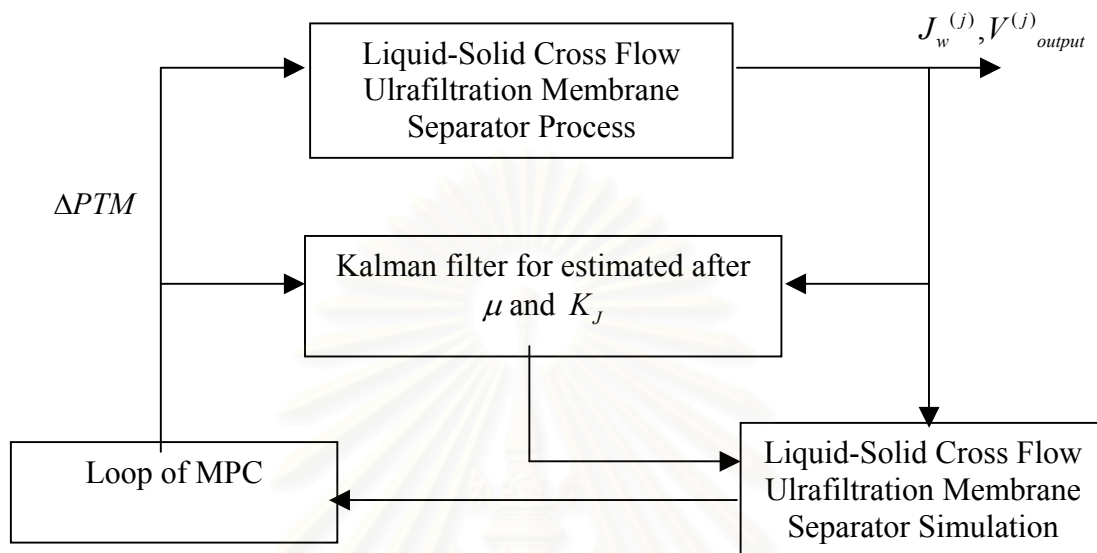 J_w^(j), V^(j)_output
Liquid-Solid Cross Flow
Ulrafiltration Membrane
Separator Process
ΔPTM
Kalman filter for estimated after
μ and K_J
Loop of MPC
Liquid-Solid Cross Flow
Ulrafiltration Membrane
Separator Simulation